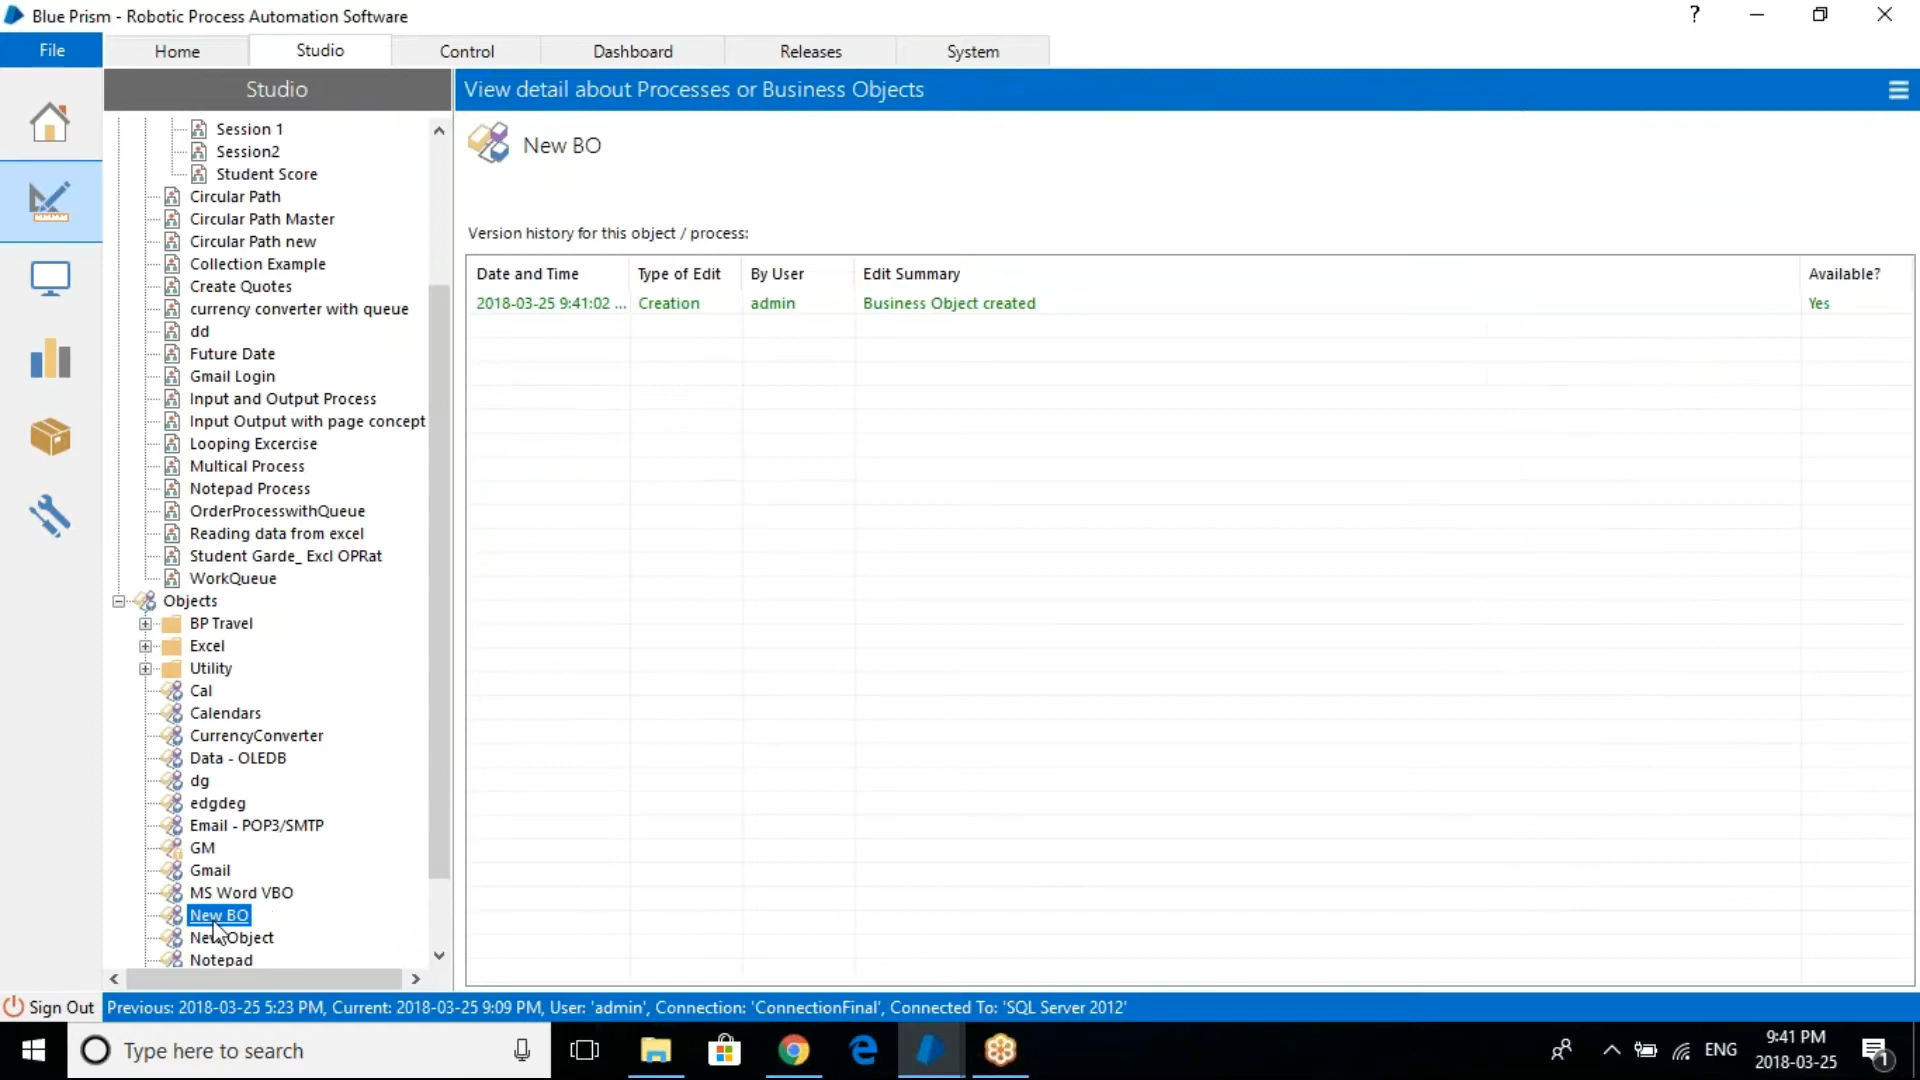 Blue Prism - Robotic Process Automation Software
?
File
Home
Studio
Control
Dashboard
Releases
System
Studio
View detail about Processes or Business Objects
Session 1
Session2
Student Score
Circular Path
Circular Path Master
Circular Path new
Collection Example
Create Quotes
currency converter with queue
dd
Future Date
Gmail Login
Input and Output Process
Input Output with page concept
Looping Excercise
Multical Process
Notepad Process
OrderProcesswithQueue
Reading data from excel
Student Garde_ Excl OPRat
WorkQueue
Objects
BP Travel
Excel
Utility
Cal
Calendars
CurrencyConverter
Data - OLEDB
dg
edgdeg
Email - POP3/SMTP
GM
Gmail
MS Word VBO
New BO
New Object
Notepad
New BO
Version history for this object / process:
Date and Time Type of Edit By User Edit Summary Available?
2018-03-25 9:41:02 ... Creation admin Business Object created Yes
Sign Out
Previous: 2018-03-25 5:23 PM, Current: 2018-03-25 9:09 PM, User: 'admin', Connection: 'ConnectionFinal', Connected To: 'SQL Server 2012'
Type here to search
ENG
9:41 PM
2018-03-25
1